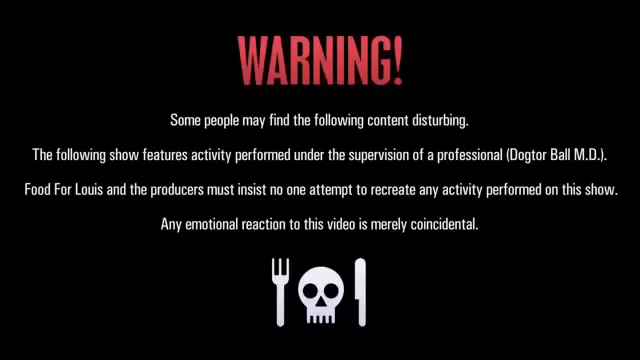 WARNING!
Some people may find the following content disturbing.
The following show features activity performed under the supervision of a professional (Dogtor Ball M.D.).
Food For Louis and the producers must insist no one attempt to recreate any activity performed on this show.
Any emotional reaction to this video is merely coincidental.